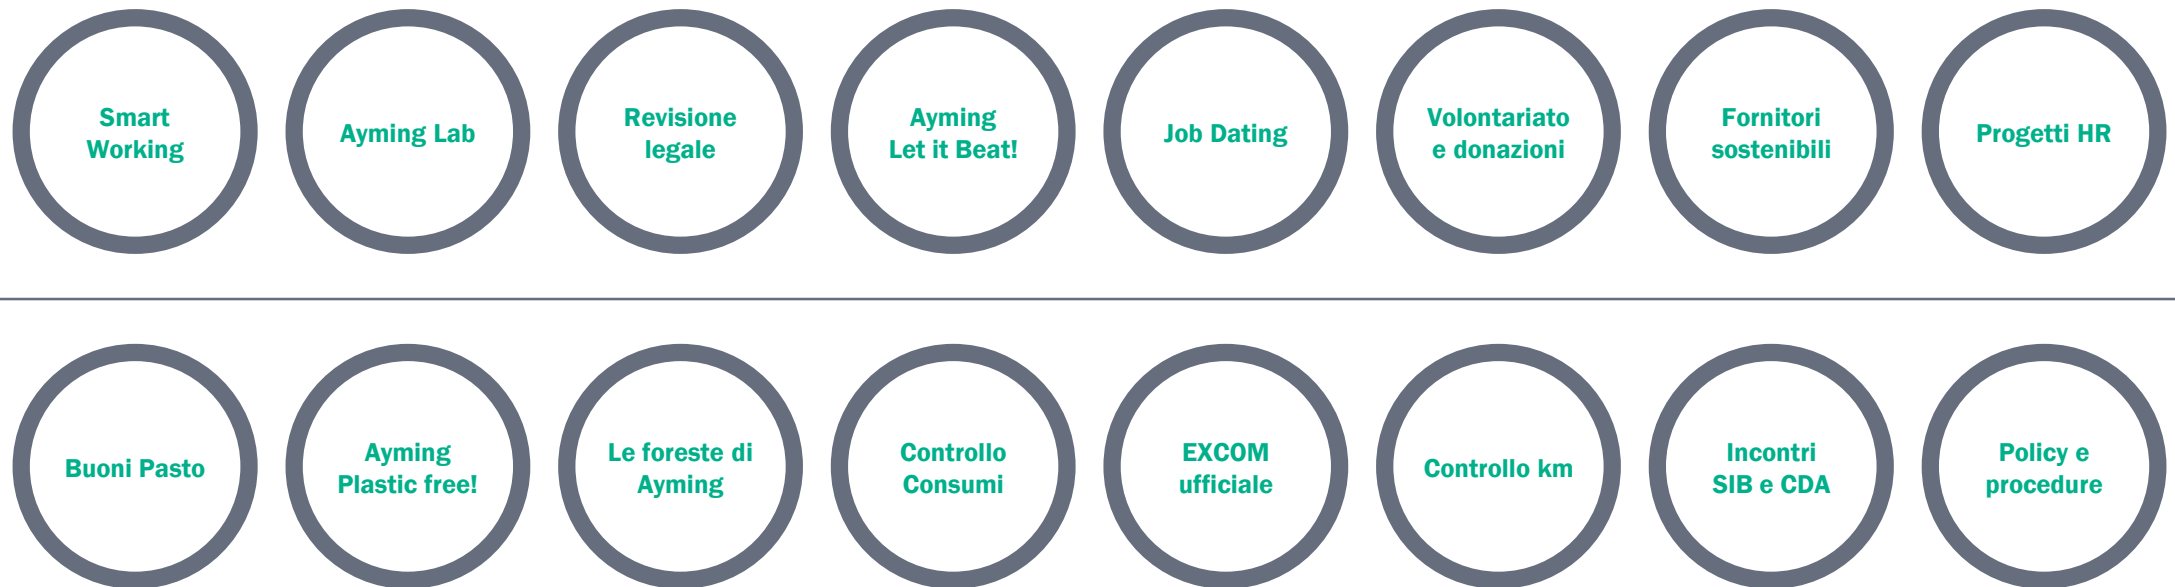 Smart
Working
Ayming Lab
Revisione
legale
Ayming
Let it Beat!
Job Dating
Volontariato
e donazioni
Fornitori
sostenibili
Progetti HR
Buoni Pasto
Ayming
Plastic free!
Le foreste di
Ayming
Controllo
Consumi
EXCOM
ufficiale
Controllo km
Incontri
SIB e CDA
Policy e
procedure